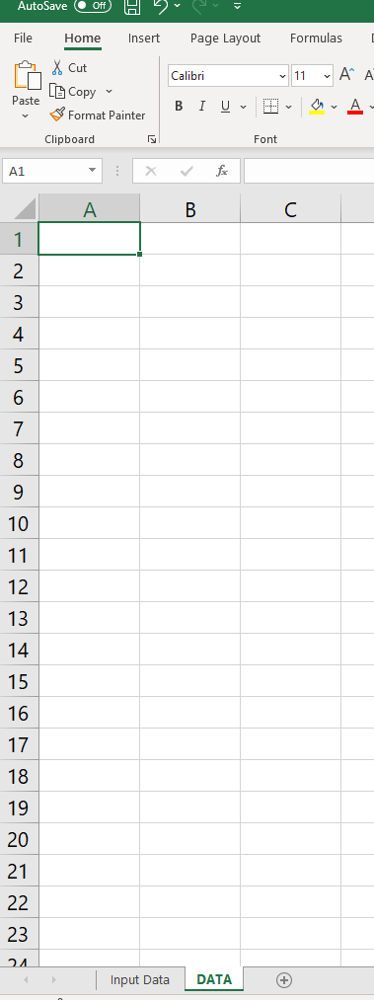 AutoSave Off
File Home Insert Page Layout Formulas
Cut
Copy
Paste
Format Painter
Calibri 11 A A
B I U A
Clipboard Font
A1 fx
A B C
1
2
3
4
5
6
7
8
9
10
11
12
13
14
15
16
17
18
19
20
21
22
23
24
Input Data DATA